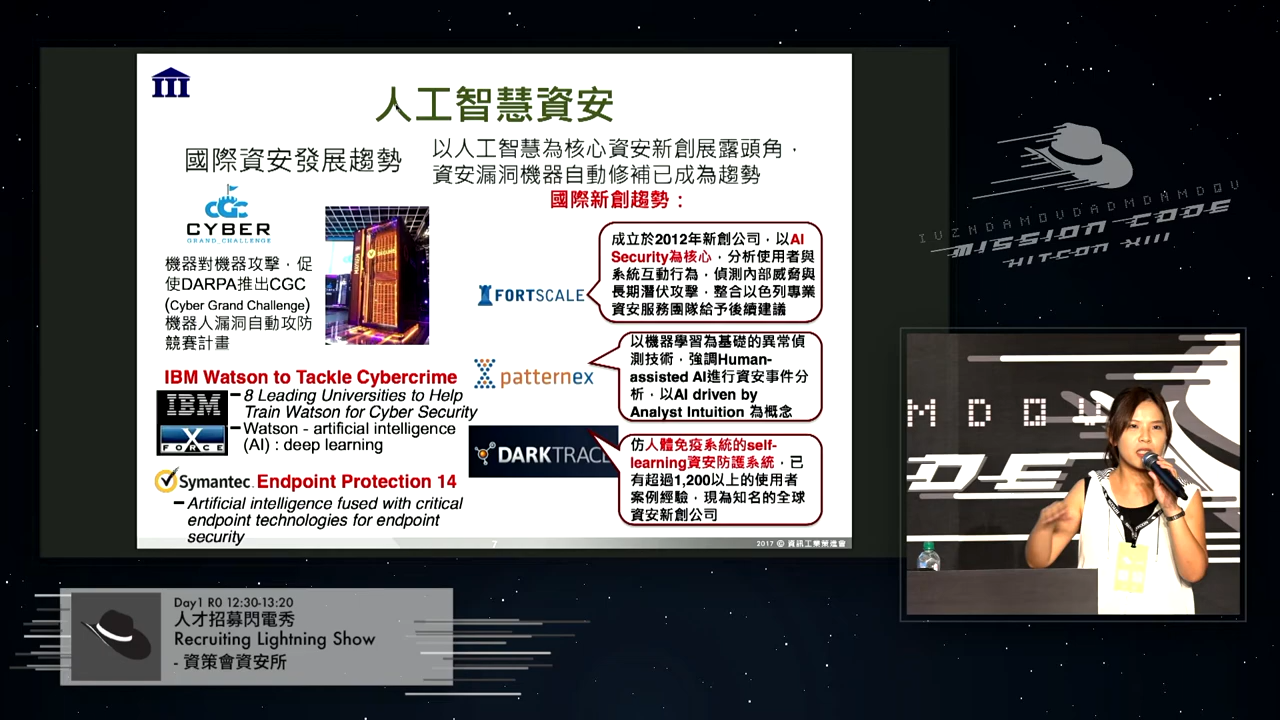 人工智慧資安
國際資安發展趨勢
CGC
CYBER
GRAND_CHALLENGE
機器對機器攻擊，促
使DARPA推出CGC
(Cyber Grand Challenge)
機器人漏洞自動攻防
競賽計畫
IBM Watson to Tackle Cybercrime
IBM
X
FORCE
– 8 Leading Universities to Help
Train Watson for Cyber Security
– Watson - artificial intelligence
(AI) : deep learning
Symantec. Endpoint Protection 14
– Artificial intelligence fused with critical
endpoint technologies for endpoint
security
以人工智慧為核心資安新創展露頭角，
資安漏洞機器自動修補已成為趨勢
國際新創趨勢：
FORTSCALE
成立於2012年新創公司，以AI
Security為核心，分析使用者與
系統互動行為，偵測內部威脅與
長期潛伏攻擊，整合以色列專業
資安服務團隊給予後續建議
patternex
以機器學習為基礎的異常偵
測技術，強調Human-
assisted AI進行資安事件分
析，以AI driven by
Analyst Intuition 為概念
DARKTRACE
仿人體免疫系統的self-
learning資安防護系統，已
有超過1,200以上的使用者
案例經驗，現為知名的全球
資安新創公司
7
2017 © 資訊工業策進會
IVZNDAMOVDADMDNMDQV
MISSION CODE
HITCON XIII
MDQV
DE
Day1 R0 12:30-13:20
人才招募閃電秀
Recruiting Lightning Show
- 資策會資安所